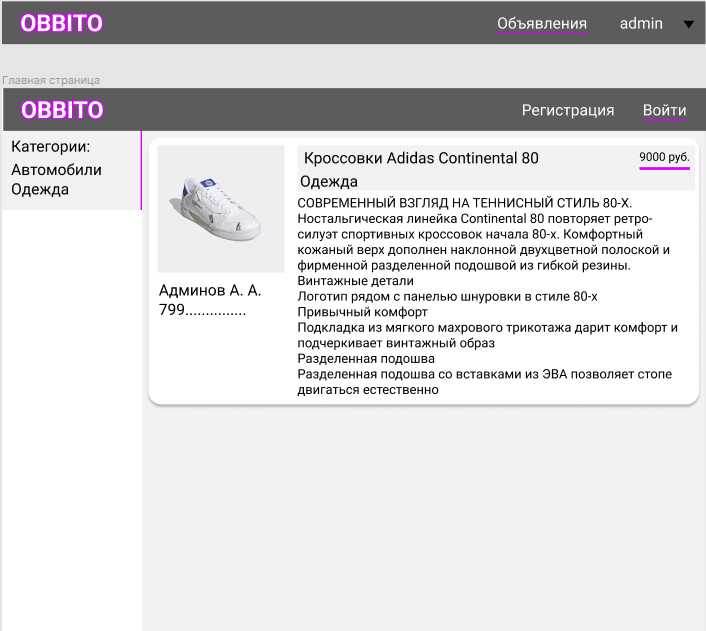 OBBITO
Объявления
admin
Главная страница
OBBITO
Регистрация
Войти
Категории:
Автомобили
Одежда
Кроссовки Adidas Continental 80
9000 руб.
Одежда
СОВРЕМЕННЫЙ ВЗГЛЯД НА ТЕННИСНЫЙ СТИЛЬ 80-Х.
Ностальгическая линейка Continental 80 повторяет ретро-
силуэт спортивных кроссовок начала 80-х. Комфортный
кожаный верх дополнен наклонной двухцветной полоской и
фирменной разделенной подошвой из гибкой резины.
Винтажные детали
Логотип рядом с панелью шнуровки в стиле 80-х
Привычный комфорт
Подкладка из мягкого махрового трикотажа дарит комфорт и
подчеркивает винтажный образ
Разделенная подошва
Разделенная подошва со вставками из ЭВА позволяет стопе
двигаться естественно
Админов А. А.
799...............